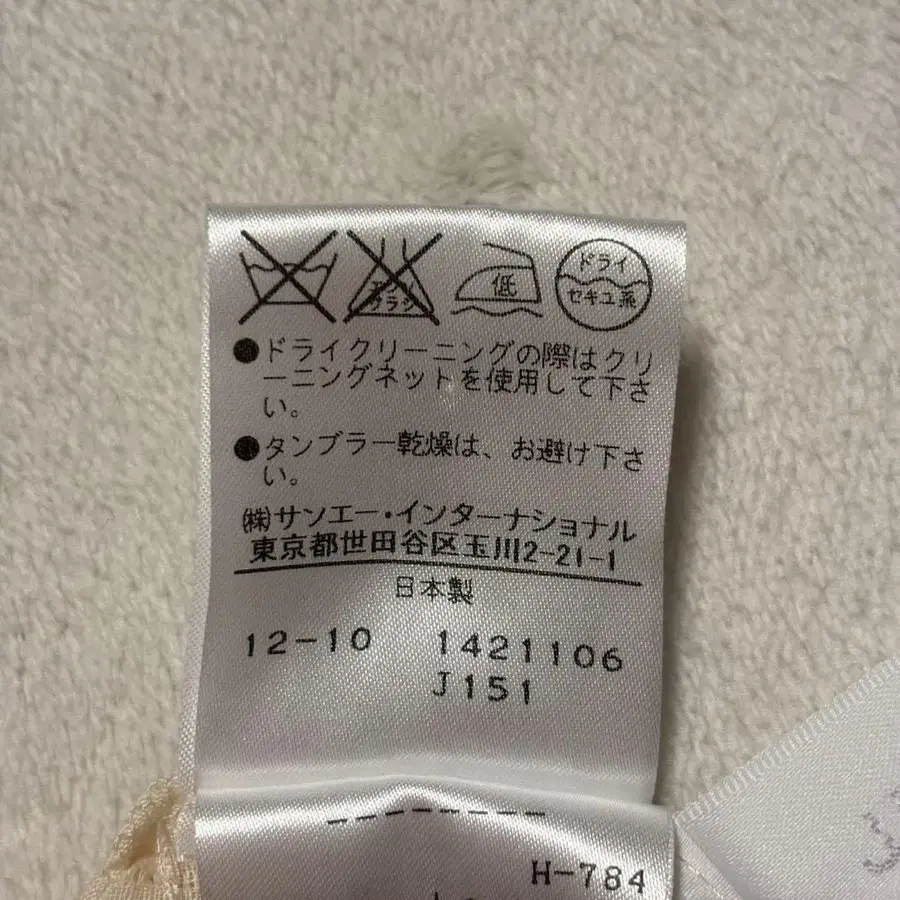 低
ドライ
セキユ系
●ドライクリーニングの際はクリ
ーニングネットを使用して下さ
い。
●タンブラー乾燥は、お避け下さ
い。
㈱サンエー・インターナショナル
東京都世田谷区玉川2-21-1
日本製
12-10 1421106
J151
H-784